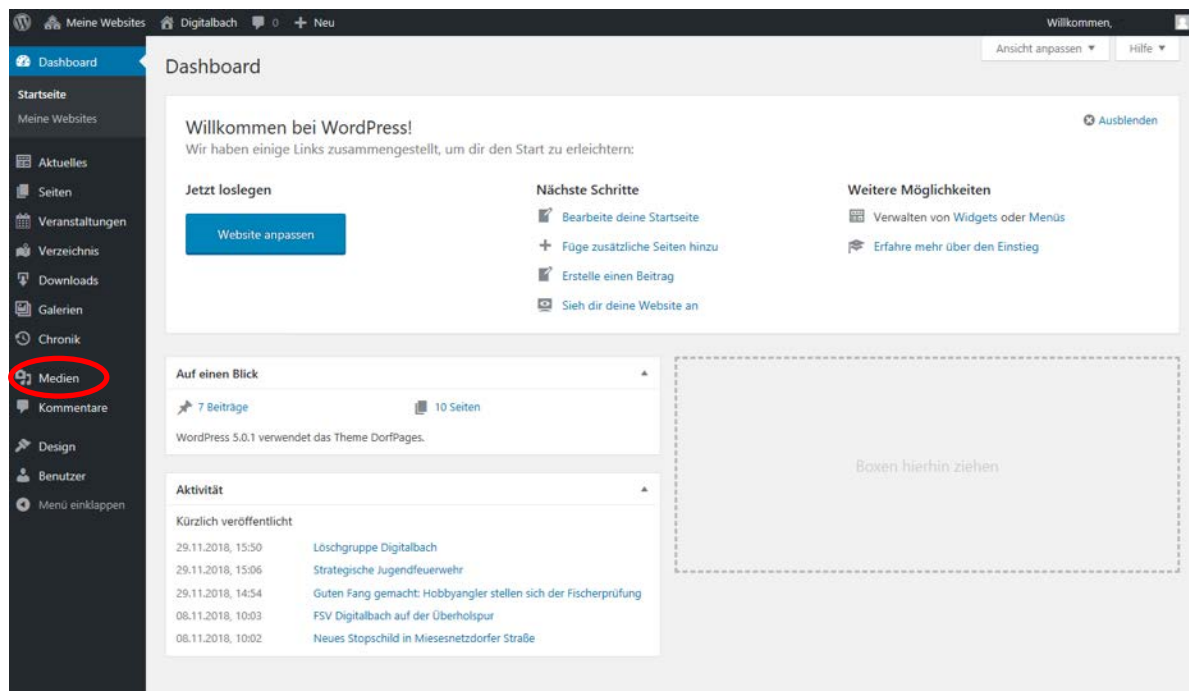 Meine Websites Digitalbach 0 + Neu Willkommen,
Ansicht anpassen ▼ Hilfe ▼
Dashboard
Startseite
Meine Websites
Aktuelles
Seiten
Veranstaltungen
Verzeichnis
Downloads
Galerien
Chronik
Medien
Kommentare
Design
Benutzer
Menü einklappen
Dashboard
Willkommen bei WordPress!
Ausblenden
Wir haben einige Links zusammengestellt, um dir den Start zu erleichtern:
Jetzt loslegen
Website anpassen
Nächste Schritte
Bearbeite deine Startseite
Füge zusätzliche Seiten hinzu
Erstelle einen Beitrag
Sieh dir deine Website an
Weitere Möglichkeiten
Verwalten von Widgets oder Menüs
Erfahre mehr über den Einstieg
Auf einen Blick
7 Beiträge 10 Seiten
WordPress 5.0.1 verwendet das Theme DorfPages.
Aktivität
Kürzlich veröffentlicht
29.11.2018, 15:50 Löschgruppe Digitalbach
29.11.2018, 15:06 Strategische Jugendfeuerwehr
29.11.2018, 14:54 Guten Fang gemacht: Hobbyangler stellen sich der Fischerprüfung
08.11.2018, 10:03 FSV Digitalbach auf der Überholspur
08.11.2018, 10:02 Neues Stopschild in Miesesnetzdorfer Straße
Boxen hierhin ziehen